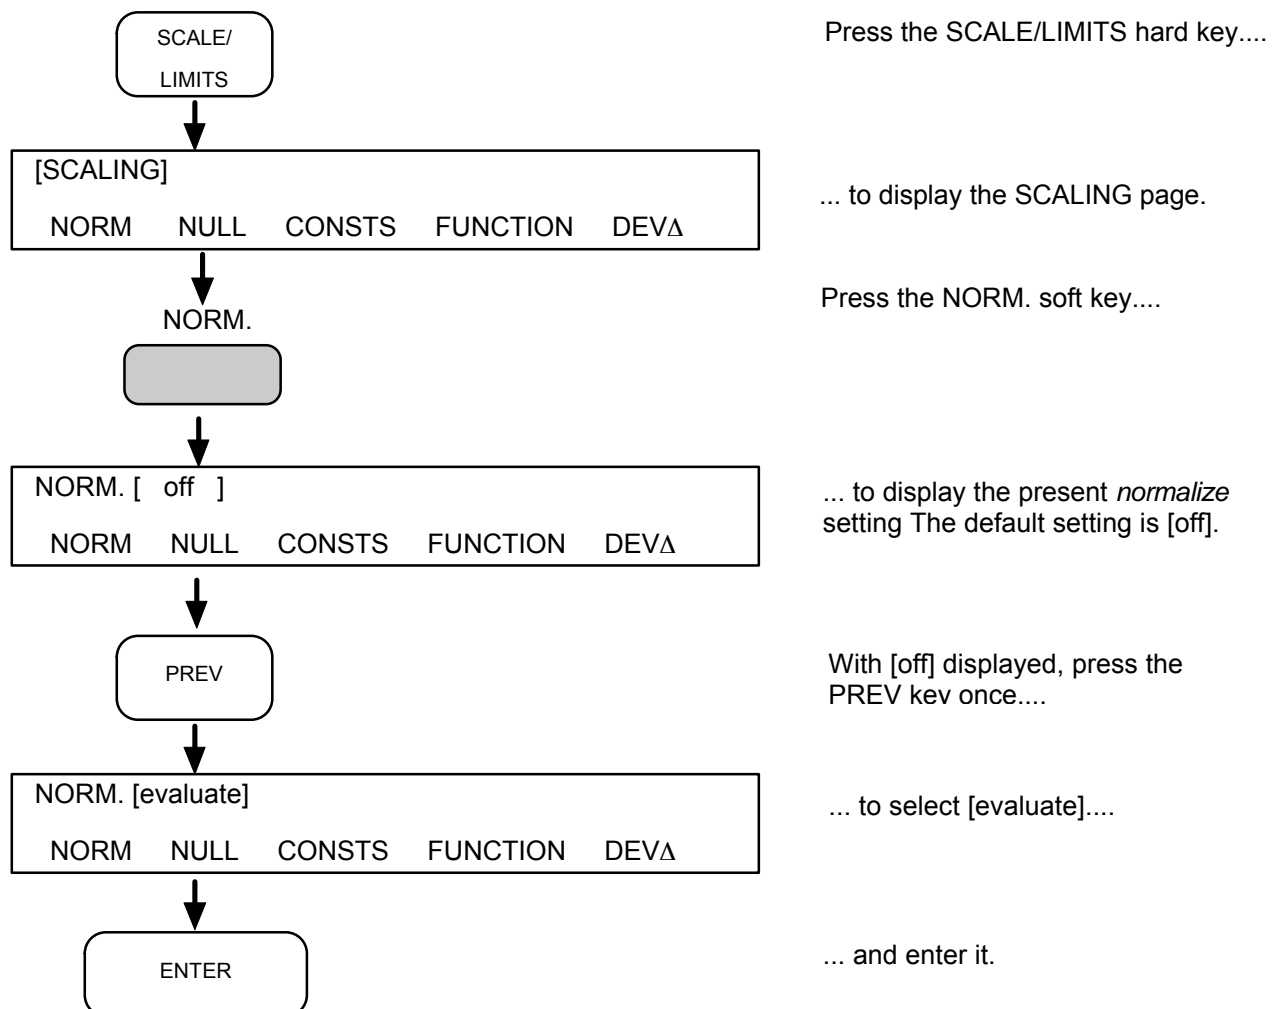 SCALE/
LIMITS
Press the SCALE/LIMITS hard key....
[SCALING]
NORM NULL CONSTS FUNCTION DEV∆
... to display the SCALING page.
NORM.
Press the NORM. soft key....
NORM. [ off ]
NORM NULL CONSTS FUNCTION DEV∆
... to display the present normalize
setting The default setting is [off].
PREV
With [off] displayed, press the
PREV key once....
NORM. [evaluate]
NORM NULL CONSTS FUNCTION DEV∆
... to select [evaluate]....
ENTER
... and enter it.